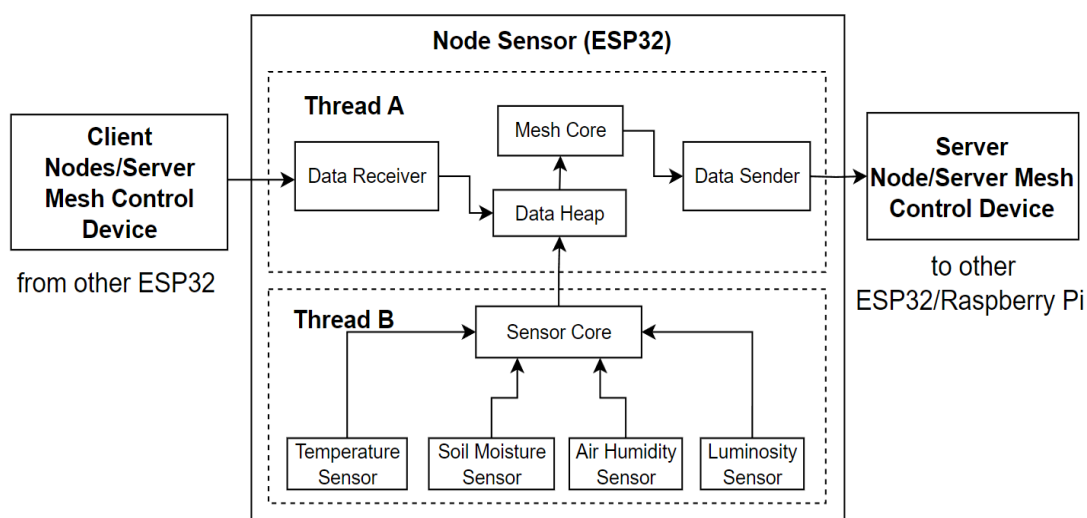 Node Sensor (ESP32)
Thread A
Client
Nodes/Server
Mesh Control
Device
from other ESP32
Data Receiver
Mesh Core
Data Heap
Data Sender
Server
Node/Server Mesh
Control Device
to other
ESP32/Raspberry Pi
Thread B
Sensor Core
Temperature
Sensor
Soil Moisture
Sensor
Air Humidity
Sensor
Luminosity
Sensor